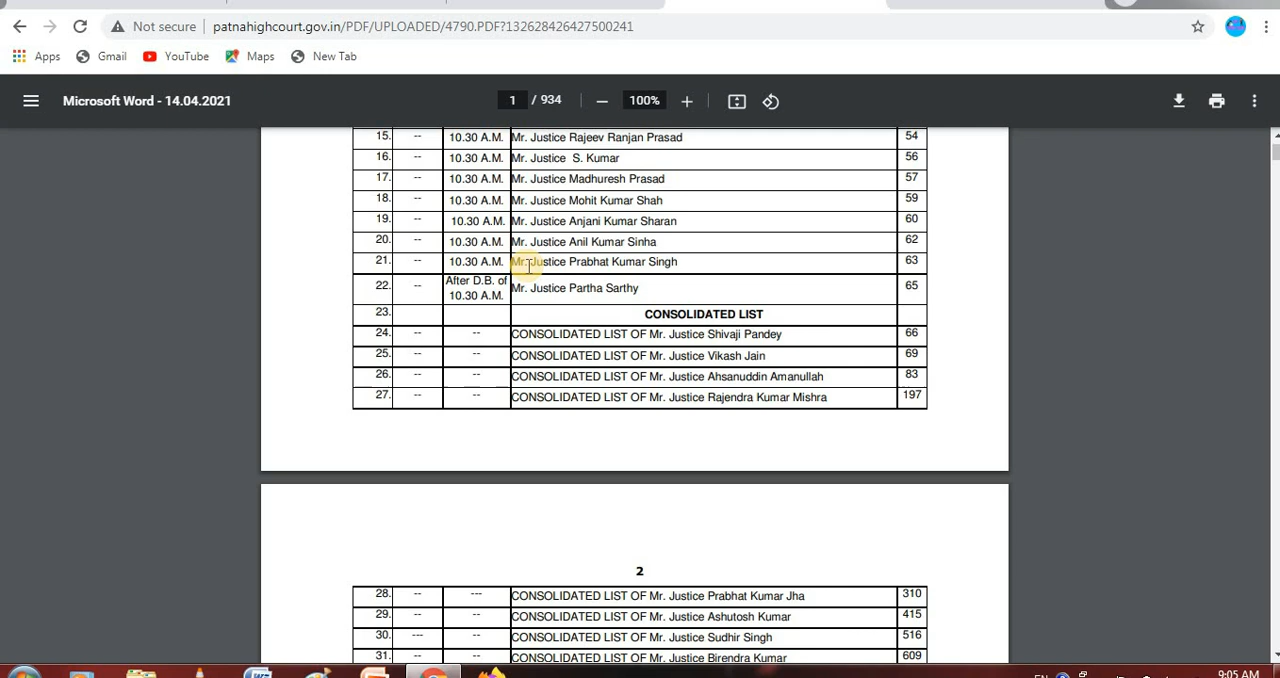 Not secure | patnahighcourt.gov.in/PDF/UPLOADED/4790.PDF?132628426427500241
Apps Gmail YouTube Maps New Tab
Microsoft Word - 14.04.2021 1 / 934 100%
15. -- 10.30 A.M. Mr. Justice Rajeev Ranjan Prasad 54
16. -- 10.30 A.M. Mr. Justice S. Kumar 56
17. -- 10.30 A.M. Mr. Justice Madhuresh Prasad 57
18. -- 10.30 A.M. Mr. Justice Mohit Kumar Shah 59
19. -- 10.30 A.M. Mr. Justice Anjani Kumar Sharan 60
20. -- 10.30 A.M. Mr. Justice Anil Kumar Sinha 62
21. -- 10.30 A.M. Mr. Justice Prabhat Kumar Singh 63
22. -- After D.B. of 10.30 A.M. Mr. Justice Partha Sarthy 65
23. CONSOLIDATED LIST
24. -- -- CONSOLIDATED LIST OF Mr. Justice Shivaji Pandey 66
25. -- -- CONSOLIDATED LIST OF Mr. Justice Vikash Jain 69
26. -- -- CONSOLIDATED LIST OF Mr. Justice Ahsanuddin Amanullah 83
27. -- -- CONSOLIDATED LIST OF Mr. Justice Rajendra Kumar Mishra 197
2
28. -- --- CONSOLIDATED LIST OF Mr. Justice Prabhat Kumar Jha 310
29. -- -- CONSOLIDATED LIST OF Mr. Justice Ashutosh Kumar 415
30. --- -- CONSOLIDATED LIST OF Mr. Justice Sudhir Singh 516
31. -- -- CONSOLIDATED LIST OF Mr. Justice Birendra Kumar 609
EN 9:05 AM